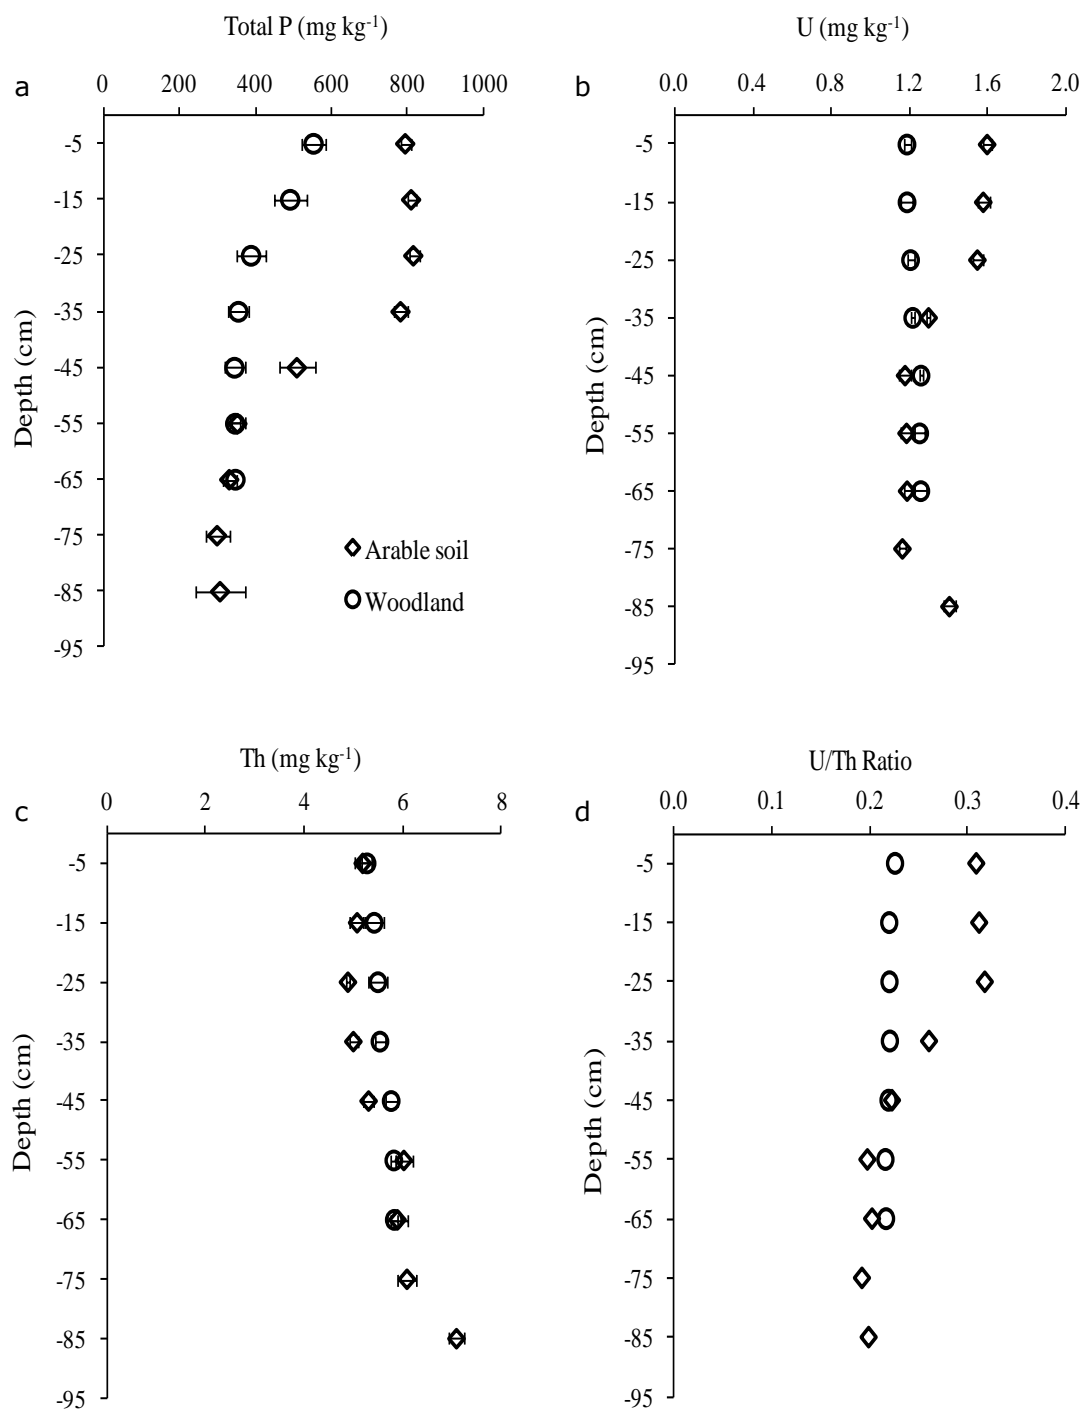 Total P (mg kg-1)
a
0 200 400 600 800 1000
-5
-15
-25
-35
-45
-55
-65
-75
-85
-95
Depth (cm)
Arable soil
Woodland
U (mg kg-1)
b
0.0 0.4 0.8 1.2 1.6 2.0
-5
-15
-25
-35
-45
-55
-65
-75
-85
-95
Depth (cm)
Th (mg kg-1)
c
0 2 4 6 8
-5
-15
-25
-35
-45
-55
-65
-75
-85
-95
Depth (cm)
U/Th Ratio
d
0.0 0.1 0.2 0.3 0.4
-5
-15
-25
-35
-45
-55
-65
-75
-85
-95
Depth (cm)